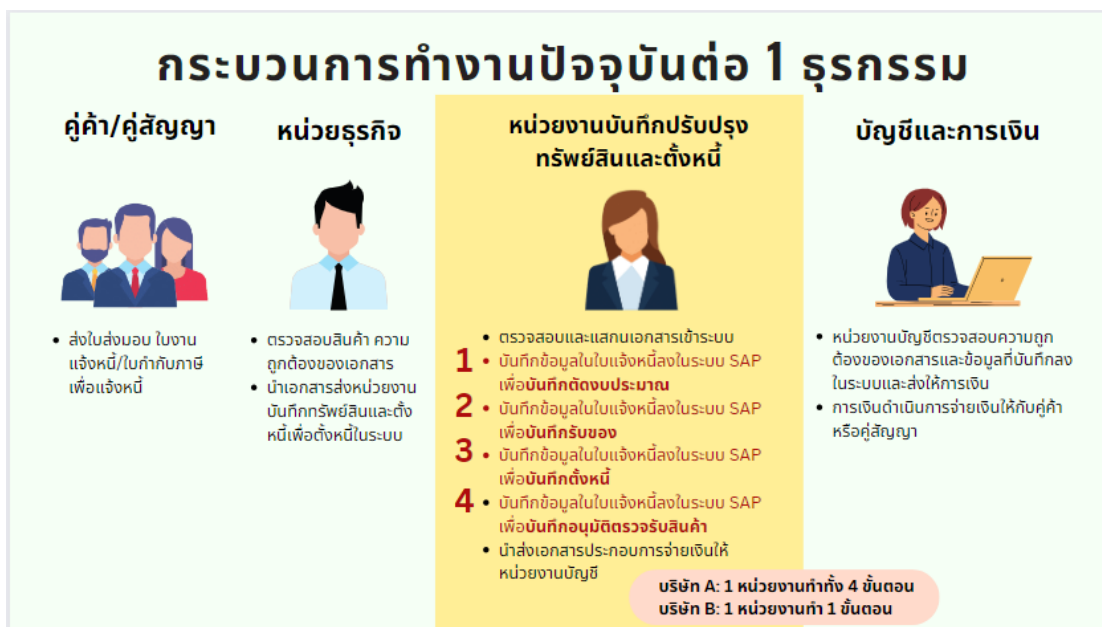 กระบวนการทำงานปัจจุบันต่อ 1 ธุรกรรม
คู่ค้า/คู่สัญญา
• ส่งใบส่งมอบ ใบงาน
แจ้งหนี้/ใบกำกับภาษี
เพื่อแจ้งหนี้
หน่วยธุรกิจ
• ตรวจสอบสินค้า ความ
ถูกต้องของเอกสาร
• นำเอกสารส่งหน่วยงาน
บันทึกทรัพย์สินและตั้ง
หนี้เพื่อตั้งหนี้ในระบบ
หน่วยงานบันทึกปรับปรุง
ทรัพย์สินและตั้งหนี้
• ตรวจสอบและแสกนเอกสารเข้าระบบ
1 • บันทึกข้อมูลในใบแจ้งหนี้ลงในระบบ SAP
เพื่อบันทึกตัดงบประมาณ
2 • บันทึกข้อมูลในใบแจ้งหนี้ลงในระบบ SAP
เพื่อบันทึกรับของ
3 • บันทึกข้อมูลในใบแจ้งหนี้ลงในระบบ SAP
เพื่อบันทึกตั้งหนี้
4 • บันทึกข้อมูลในใบแจ้งหนี้ลงในระบบ SAP
เพื่อบันทึกอนุมัติตรวจรับสินค้า
• นำส่งเอกสารประกอบการจ่ายเงินให้
หน่วยงานบัญชี
บัญชีและการเงิน
• หน่วยงานบัญชีตรวจสอบความถูก
ต้องของเอกสารและข้อมูลที่บันทึกลง
ในระบบและส่งให้การเงิน
• การเงินดำเนินการจ่ายเงินให้กับคู่ค้า
หรือคู่สัญญา
บริษัท A: 1 หน่วยงานทำทั้ง 4 ขั้นตอน
บริษัท B: 1 หน่วยงานทำ 1 ขั้นตอน